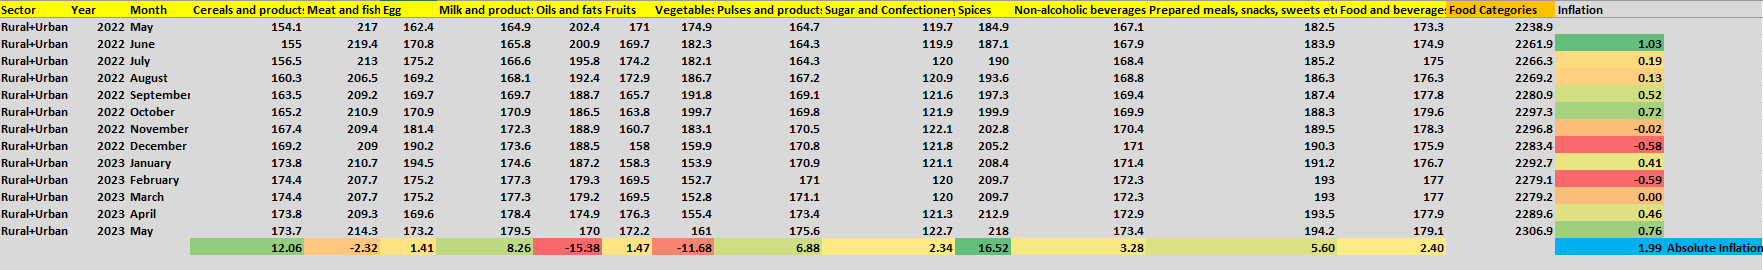 Sector Year Month Cereals and product: Meat and fish Egg Milk and product: Oils and fats Fruits Vegetables Pulses and product: Sugar and Confectionery Spices Non-alcoholic beverages Prepared meals, snacks, sweets et Food and beverage Food Categories Inflation
Rural+Urban 2022 May 154.1 217 162.4 164.9 202.4 171 174.9 164.7 119.7 184.9 167.1 182.5 173.3 2238.9
Rural+Urban 2022 June 155 219.4 170.8 165.8 200.9 169.7 182.3 164.3 119.9 187.1 167.9 183.9 174.9 2261.9 1.03
Rural+Urban 2022 July 156.5 213 175.2 166.6 195.8 174.2 182.1 164.3 120 190 168.4 185.2 175 2266.3 0.19
Rural+Urban 2022 August 160.3 206.5 169.2 168.1 192.4 172.9 186.7 167.2 120.9 193.6 168.8 186.3 176.3 2269.2 0.13
Rural+Urban 2022 September 163.5 209.2 169.7 169.7 188.7 165.7 191.8 169.1 121.6 197.3 169.4 187.4 177.8 2280.9 0.52
Rural+Urban 2022 October 165.2 210.9 170.9 170.9 186.5 163.8 199.7 169.8 121.9 199.9 169.9 188.3 179.6 2297.3 0.72
Rural+Urban 2022 November 167.4 209.4 181.4 172.3 188.9 160.7 183.1 170.5 122.1 202.8 170.4 189.5 178.3 2296.8 -0.02
Rural+Urban 2022 December 169.2 209 190.2 173.6 188.5 158 159.9 170.8 121.8 205.2 171 190.3 175.9 2283.4 -0.58
Rural+Urban 2023 January 173.8 210.7 194.5 174.6 187.2 158.3 153.9 170.9 121.1 208.4 171.4 191.2 176.7 2292.7 0.41
Rural+Urban 2023 February 174.4 207.7 175.2 177.3 179.3 169.5 152.7 171 120 209.7 172.3 193 177 2279.1 -0.59
Rural+Urban 2023 March 174.4 207.7 175.2 177.3 179.2 169.5 152.8 171.1 120 209.7 172.3 193 177 2279.2 0.00
Rural+Urban 2023 April 173.8 209.3 169.6 178.4 174.9 176.3 155.4 173.4 121.3 212.9 172.9 193.5 177.9 2289.6 0.46
Rural+Urban 2023 May 173.7 214.3 173.2 179.5 170 172.2 161 175.6 122.7 218 173.4 194.2 179.1 2306.9 0.76
12.06 -2.32 1.41 8.26 -15.38 1.47 -11.68 6.88 2.34 16.52 3.28 5.60 2.40 1.99 Absolute Inflation